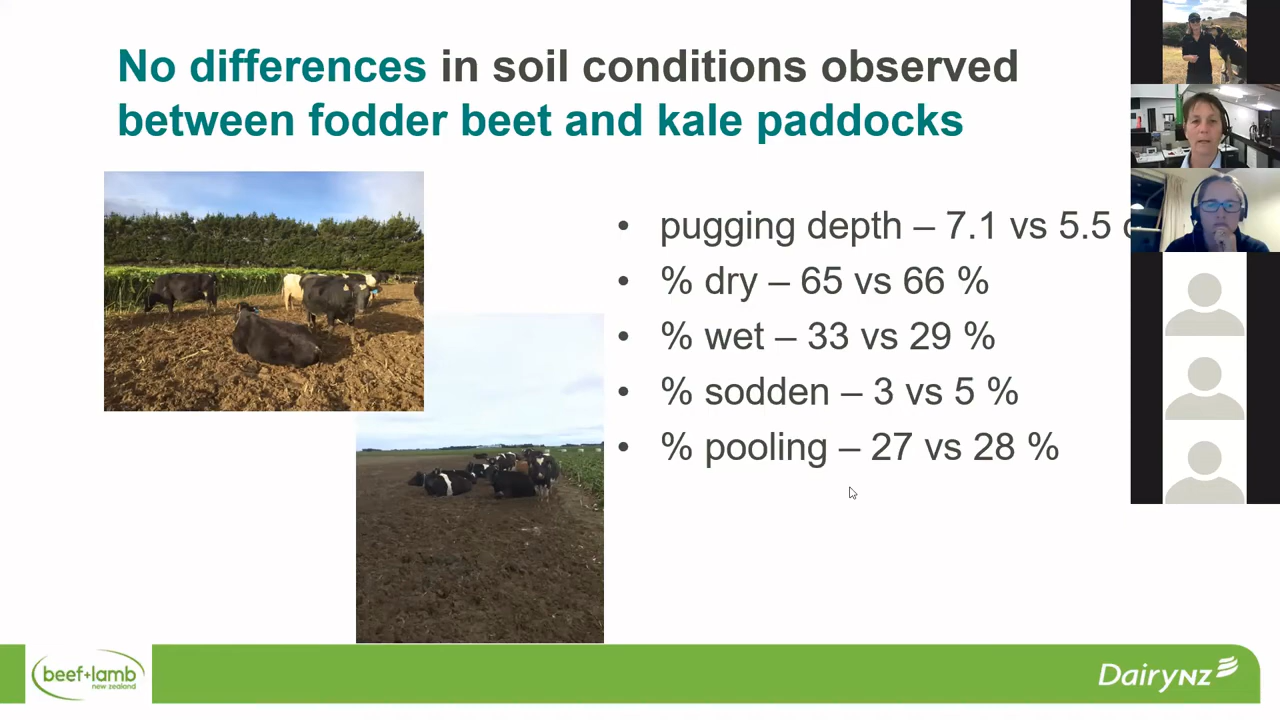 No differences in soil conditions observed
between fodder beet and kale paddocks
• pugging depth – 7.1 vs 5.5
• % dry – 65 vs 66 %
• % wet – 33 vs 29 %
• % sodden – 3 vs 5 %
• % pooling – 27 vs 28 %
beef+lamb
new zealand
DairyNZ